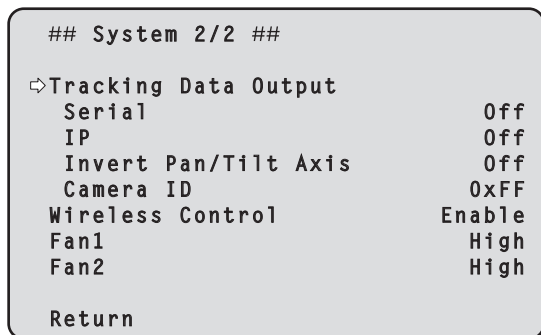 ## System 2/2 ##
⇨Tracking Data Output
Serial Off
IP Off
Invert Pan/Tilt Axis Off
Camera ID 0xFF
Wireless Control Enable
Fan1 High
Fan2 High
Return